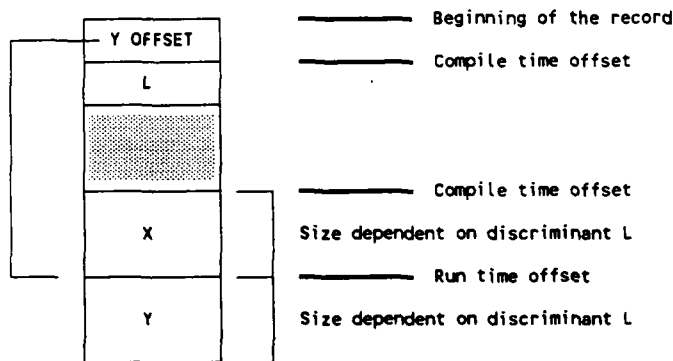 Beginning of the record
Y OFFSET
Compile time offset
L
Compile time offset
X
Size dependent on discriminant L
Run time offset
Y
Size dependent on discriminant L